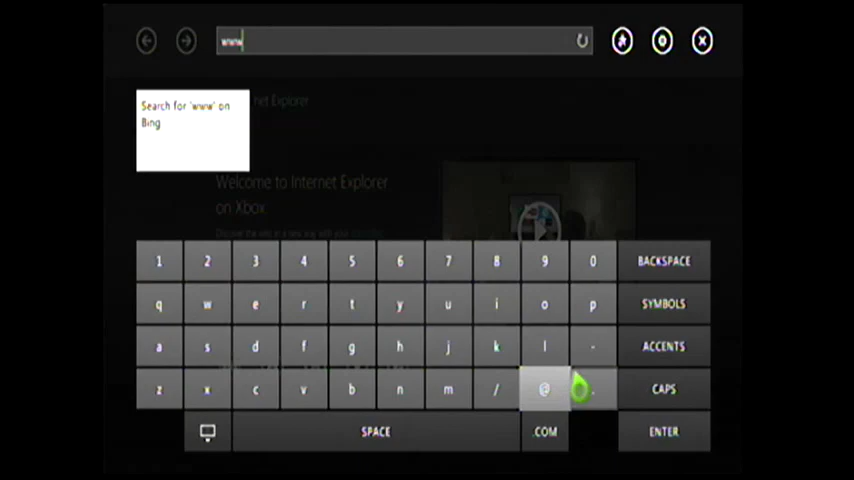 www
Search for 'www' on
Bing
net Explorer
Welcome to Internet Explorer
on Xbox
1 2 3 4 5 6 7 8 9 0 BACKSPACE
q w e r t y u i o p SYMBOLS
a s d f g h j k l - ACCENTS
z x c v b n m / @ . CAPS
SPACE .COM ENTER